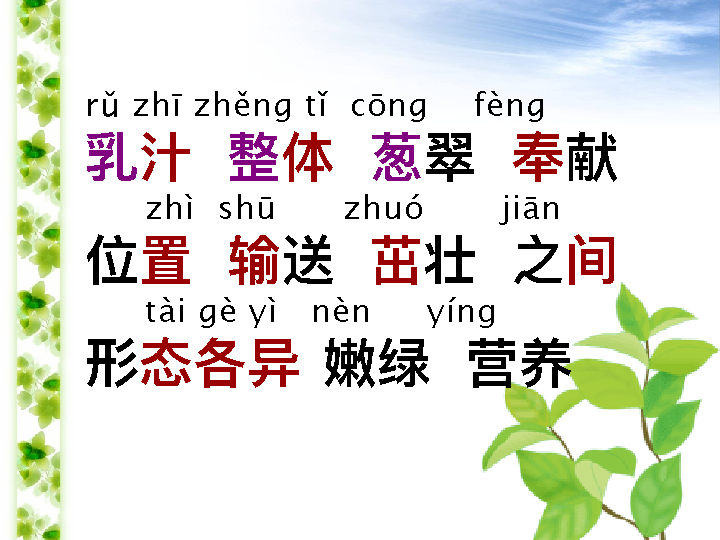 rǔ zhī zhěng tǐ cōng fèng
乳汁 整体 葱翠 奉献
zhì shū zhuó jiān
位置 输送 茁壮 之间
tài gè yì nèn yíng
形态各异 嫩绿 营养